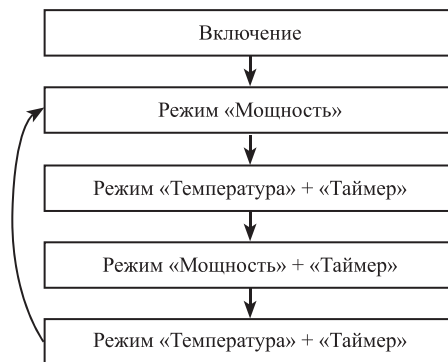 Включение
Режим «Мощность»
Режим «Температура» + «Таймер»
Режим «Мощность» + «Таймер»
Режим «Температура» + «Таймер»